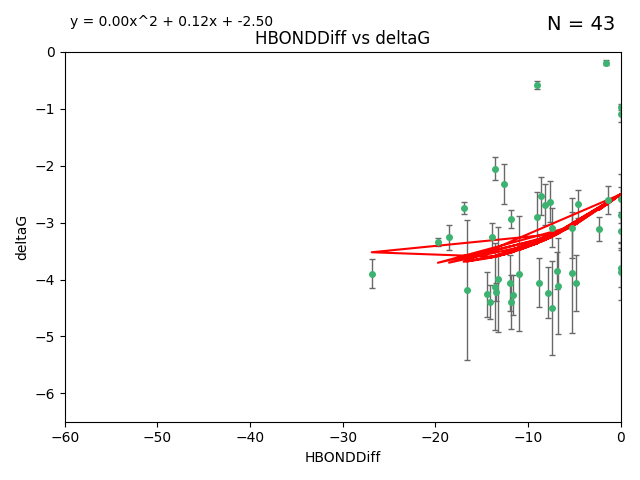 y = 0.00x^2 + 0.12x + -2.50
N = 43
HBONDDiff vs deltaG
0
−1
−2
−3
−4
−5
−6
deltaG
−60
−50
−40
−30
−20
−10
0
HBONDDiff